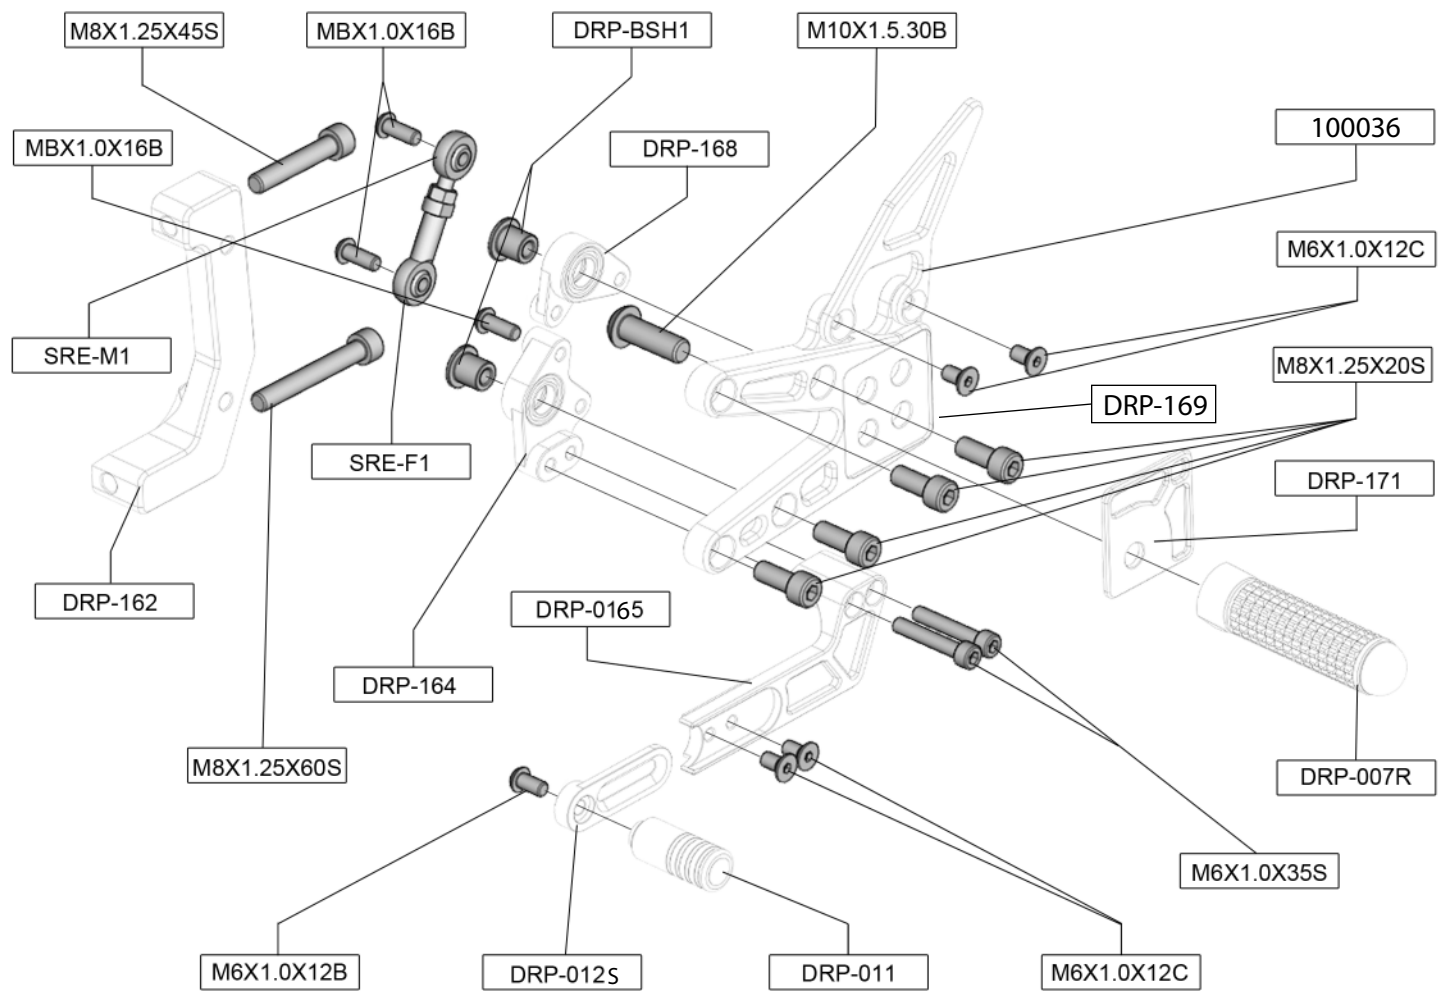 M8X1.25X45S
MBX1.0X16B
DRP-BSH1
M10X1.5.30B
100036
MBX1.0X16B
DRP-168
M6X1.0X12C
SRE-M1
M8X1.25X20S
DRP-169
SRE-F1
DRP-171
DRP-162
DRP-0165
DRP-164
M8X1.25X60S
DRP-007R
M6X1.0X35S
M6X1.0X12B
DRP-012S
DRP-011
M6X1.0X12C